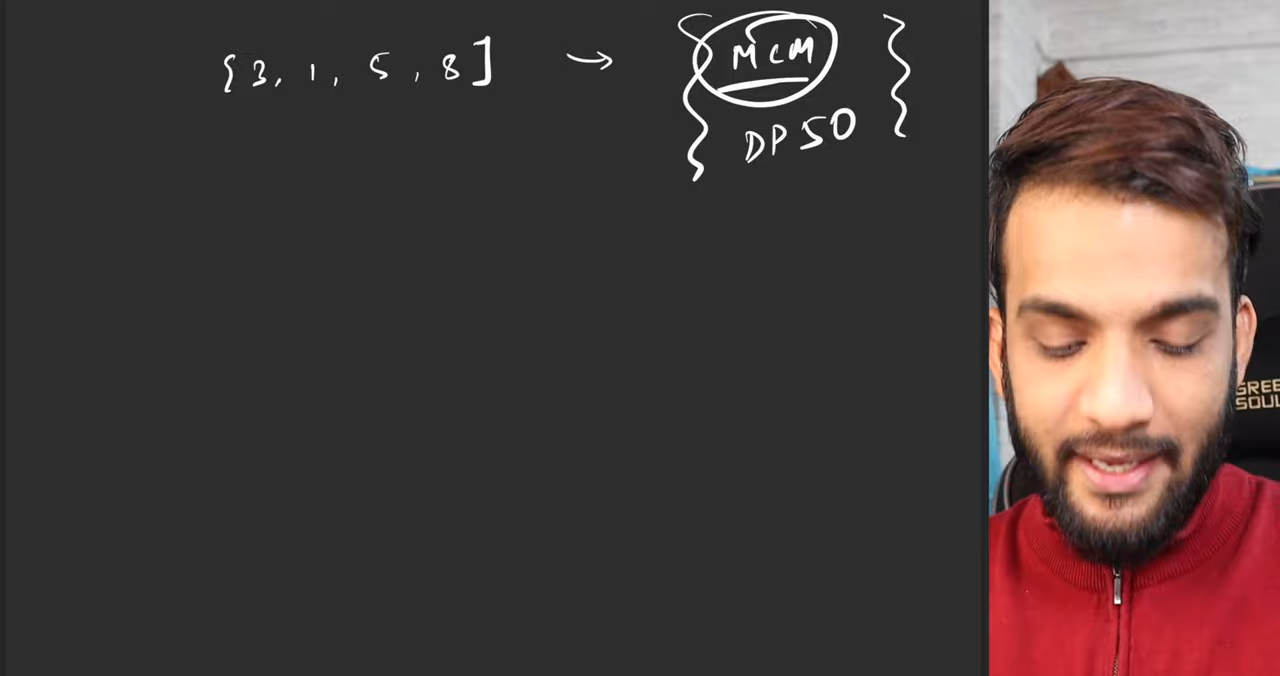 {3, 1, 5, 8] → { MCM }
DP 50
GREE
SOUL